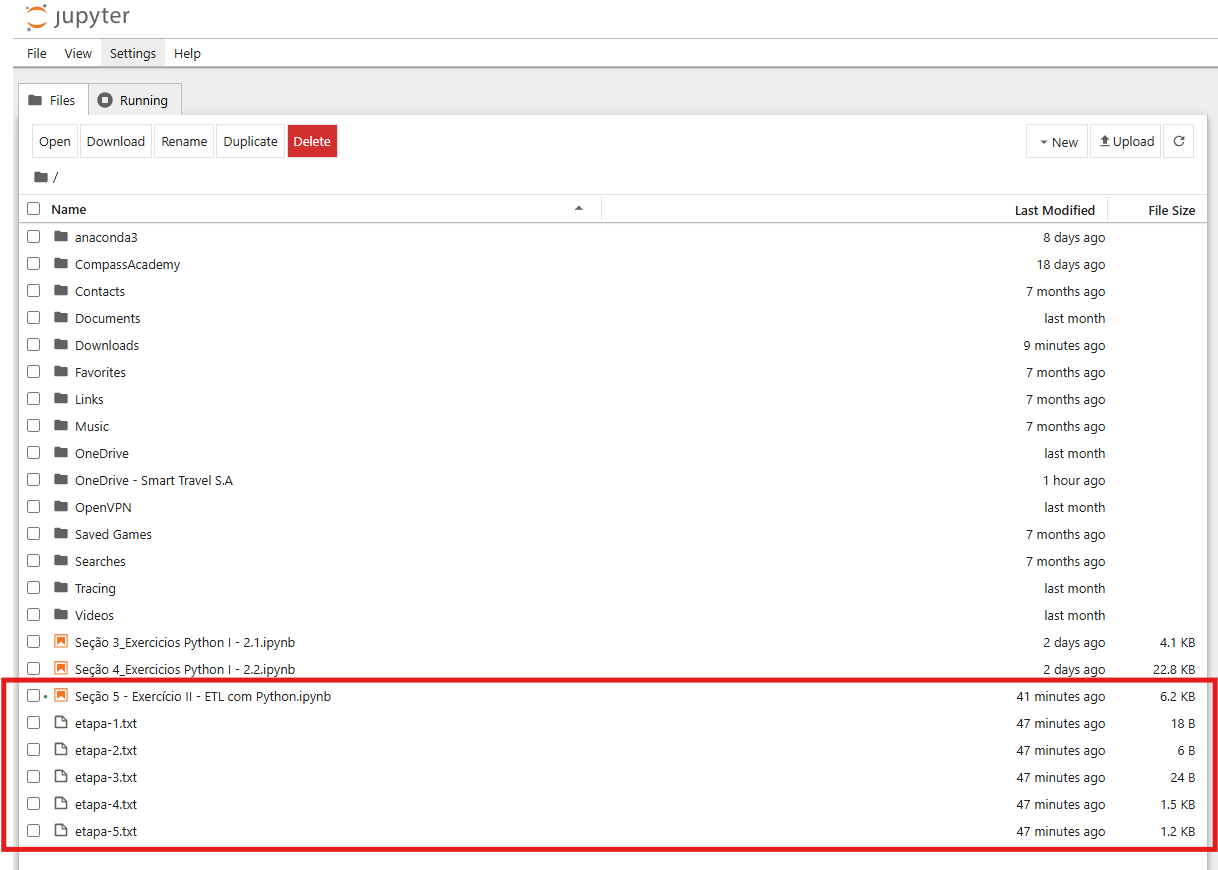 jupyter
File View Settings Help
Files Running
Open Download Rename Duplicate Delete New Upload
/
Name Last Modified File Size
anaconda3 8 days ago
CompassAcademy 18 days ago
Contacts 7 months ago
Documents last month
Downloads 9 minutes ago
Favorites 7 months ago
Links 7 months ago
Music 7 months ago
OneDrive last month
OneDrive - Smart Travel S.A 1 hour ago
OpenVPN last month
Saved Games 7 months ago
Searches 7 months ago
Tracing last month
Videos last month
Seção 3_Exercicios Python I - 2.1.ipynb 2 days ago 4.1 KB
Seção 4_Exercicios Python I - 2.2.ipynb 2 days ago 22.8 KB
Seção 5 - Exercício II - ETL com Python.ipynb 41 minutes ago 6.2 KB
etapa-1.txt 47 minutes ago 18 B
etapa-2.txt 47 minutes ago 6 B
etapa-3.txt 47 minutes ago 24 B
etapa-4.txt 47 minutes ago 1.5 KB
etapa-5.txt 47 minutes ago 1.2 KB